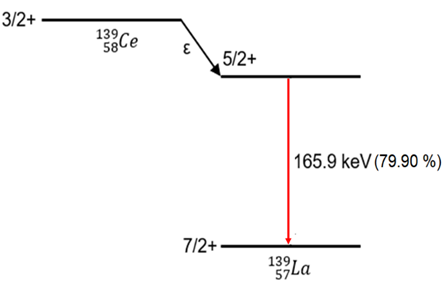 3/2+
139
58Ce
ε
5/2+
165.9 keV (79.90 %)
7/2+
139
57La